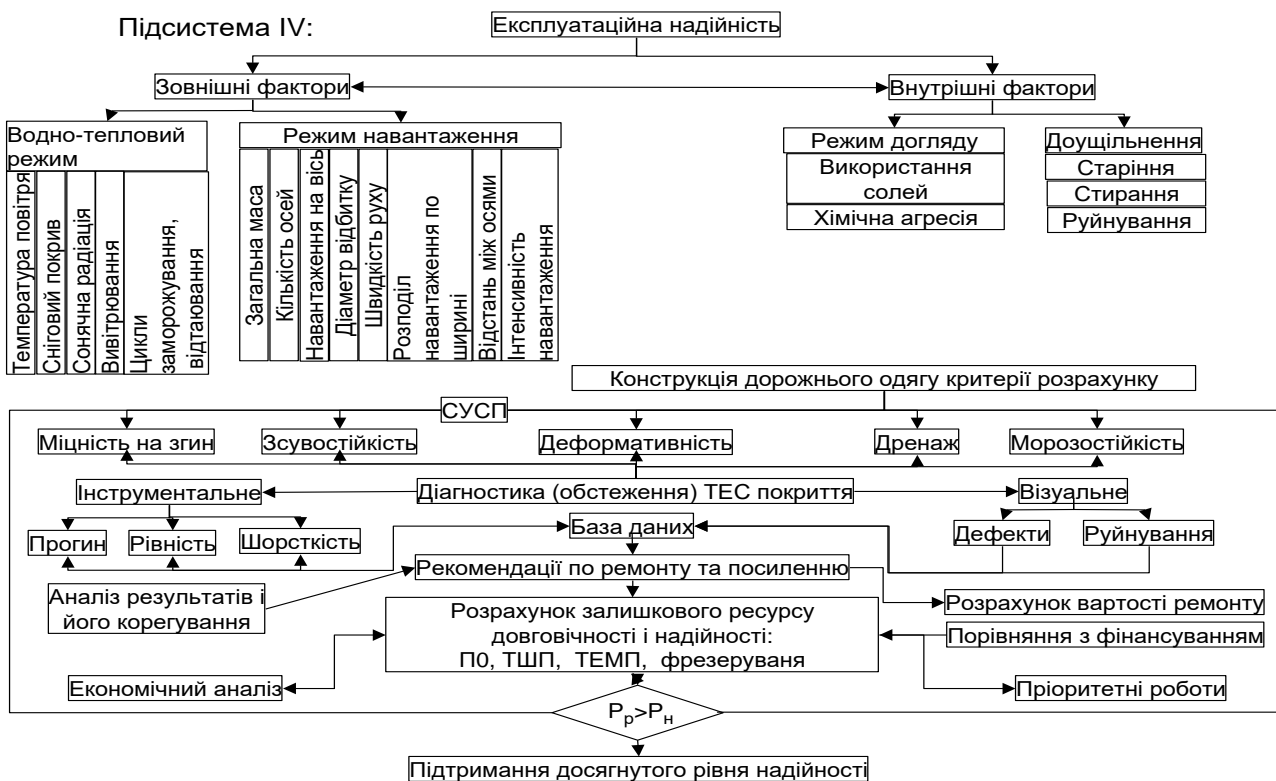 Підсистема IV:
Експлуатаційна надійність
Зовнішні фактори
Внутрішні фактори
Водно-тепловий
режим
Температура повітря
Сніговий покрив
Сонячна радіація
Вивітрювання
Цикли
заморожування,
відтаювання
Режим навантаження
Загальна маса
Кількість осей
Навантаження на вісь
Діаметр відбитку
Швидкість руху
Розподіл
навантаження по
ширині
Відстань між осями
Інтенсивність
навантаження
Режим догляду
Використання
солей
Хімічна агресія
Доущільнення
Старіння
Стирання
Руйнування
Конструкція дорожнього одягу критерії розрахунку
СУСП
Міцність на згин
Зсувостійкість
Деформативність
Дренаж
Морозостійкість
Інструментальне
Діагностика (обстеження) ТЕС покриття
Візуальне
Прогин
Рівність
Шорсткість
База даних
Дефекти
Руйнування
Аналіз результатів і
його корегування
Рекомендації по ремонту та посиленню
Розрахунок вартості ремонту
Розрахунок залишкового ресурсу
довговічності і надійності:
П0, ТШП, ТЕМП, фрезеруваня
Порівняння з фінансуванням
Економічний аналіз
Пріоритетні роботи
Pр>Pн
Підтримання досягнутого рівня надійності